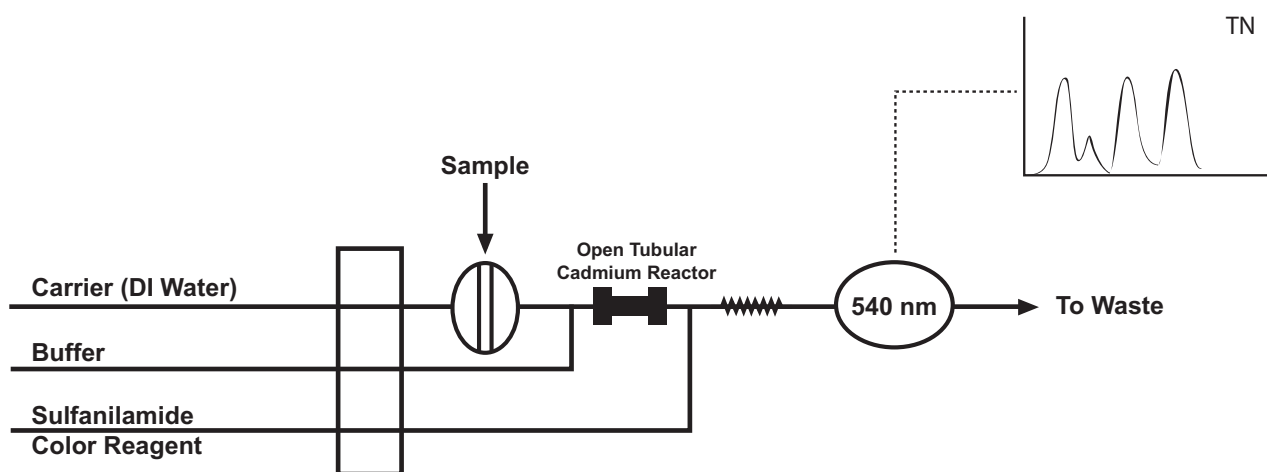 TN
Sample
Open Tubular
Cadmium Reactor
Carrier (DI Water)
540 nm
To Waste
Buffer
Sulfanilamide
Color Reagent